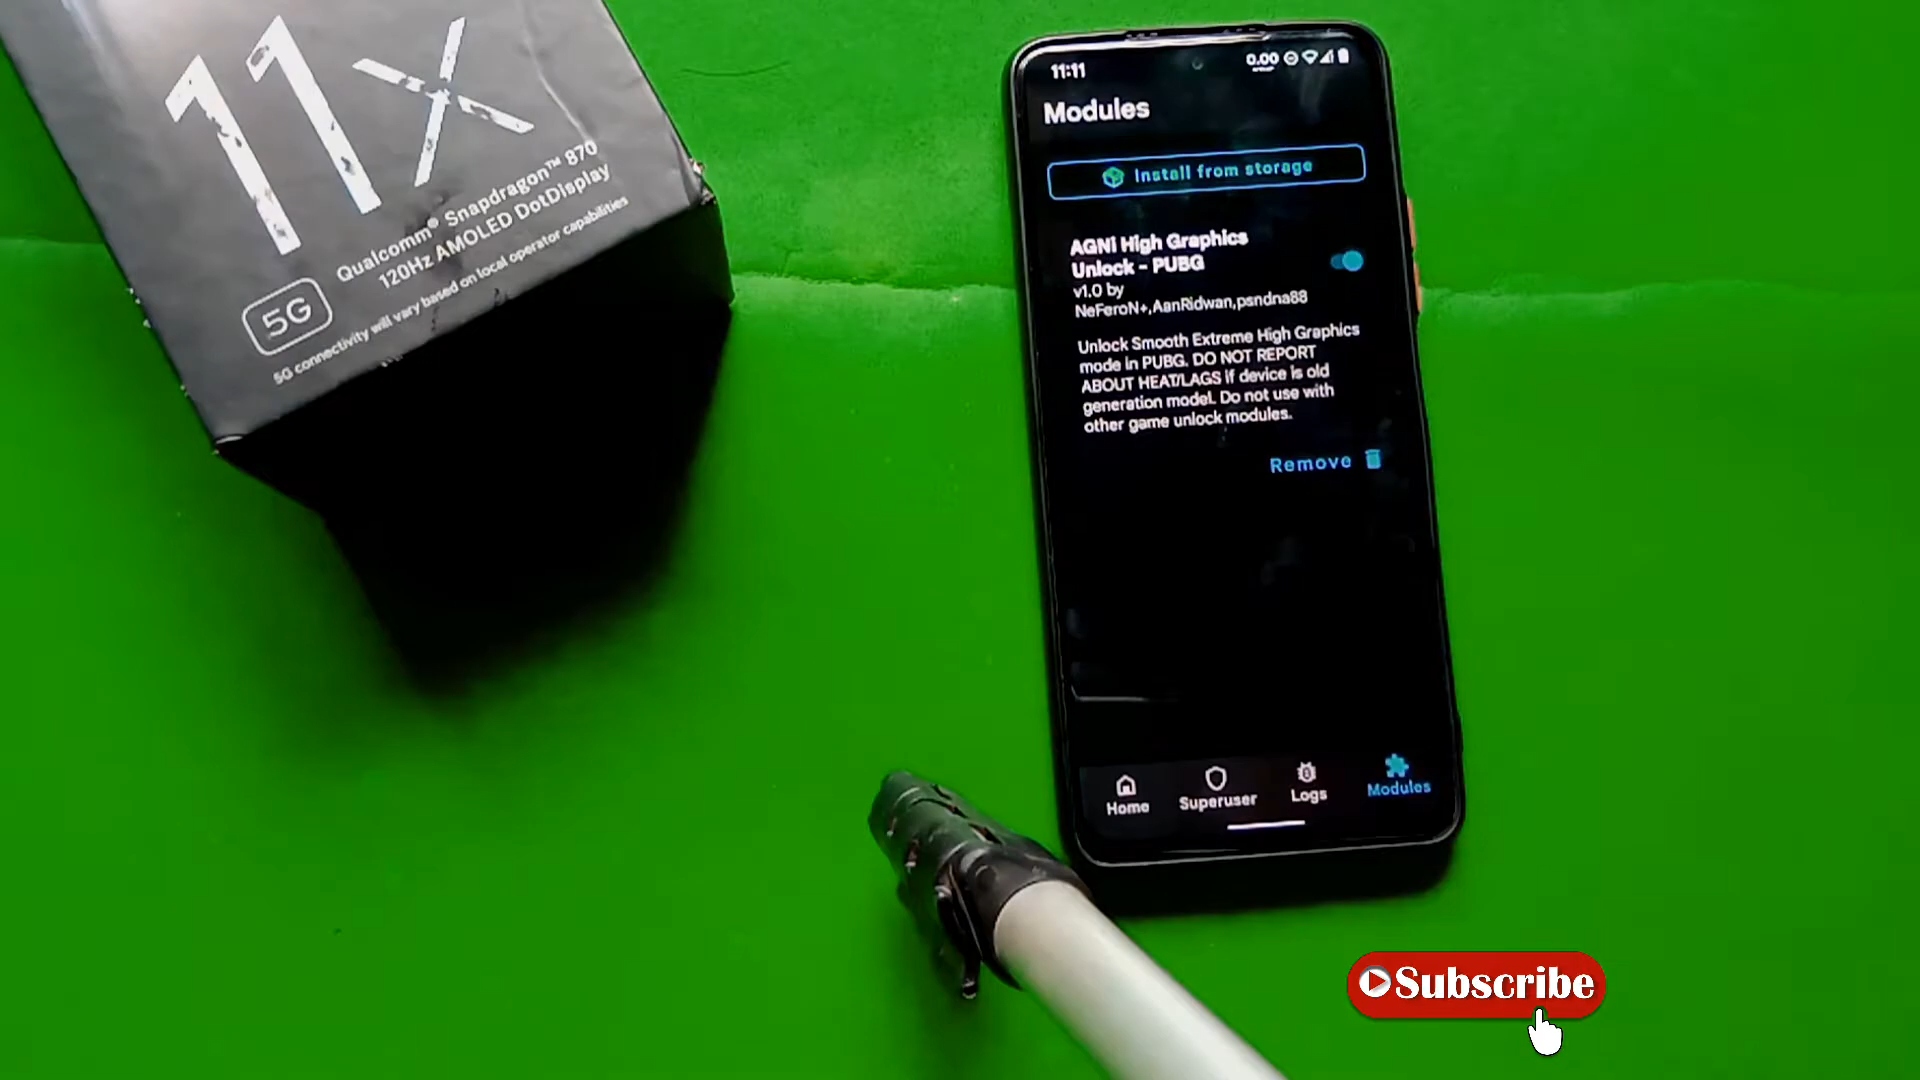 11X
Qualcomm® Snapdragon™ 870
120Hz AMOLED DotDisplay
5G
5G connectivity will vary based on local operator capabilities
11:11
0.00
Modules
Install from storage
AGNi High Graphics
Unlock - PUBG
v1.0 by
NeFeroN+,AanRidwan,psndna88
Unlock Smooth Extreme High Graphics
mode in PUBG. DO NOT REPORT
ABOUT HEAT/LAGS if device is old
generation model. Do not use with
other game unlock modules.
Remove
Home
Superuser
Logs
Modules
Subscribe